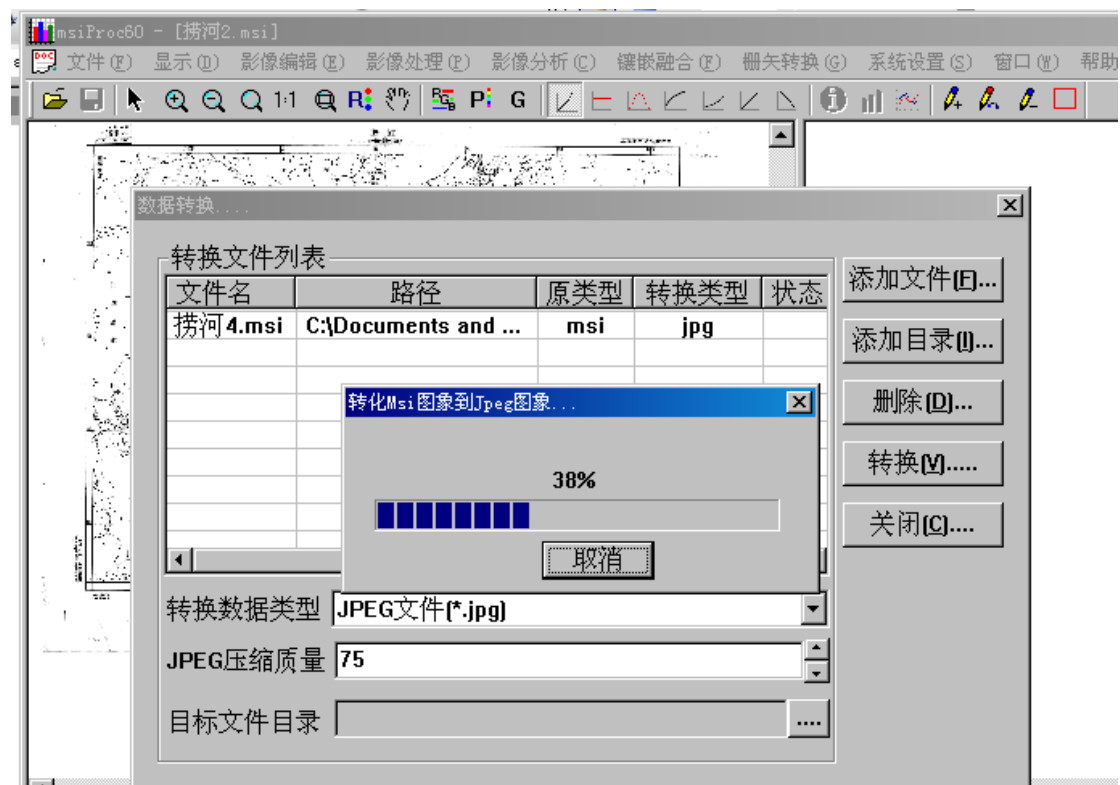 msiProc60 - [捞河2.msi]
文件(F) 显示(D) 影像编辑(E) 影像处理(P) 影像分析(C) 镶嵌融合(F) 栅矢转换(G) 系统设置(S) 窗口(W) 帮助
1:1 R P G
数据转换....
转换文件列表
文件名 路径 原类型 转换类型 状态
捞河4.msi C:\Documents and ... msi jpg
添加文件(F)...
添加目录(I)...
删除(D)...
转换(V).....
关闭(C)....
转化Msi图象到Jpeg图象...
38%
取消
转换数据类型 JPEG文件(*.jpg)
JPEG压缩质量 75
目标文件目录 ....